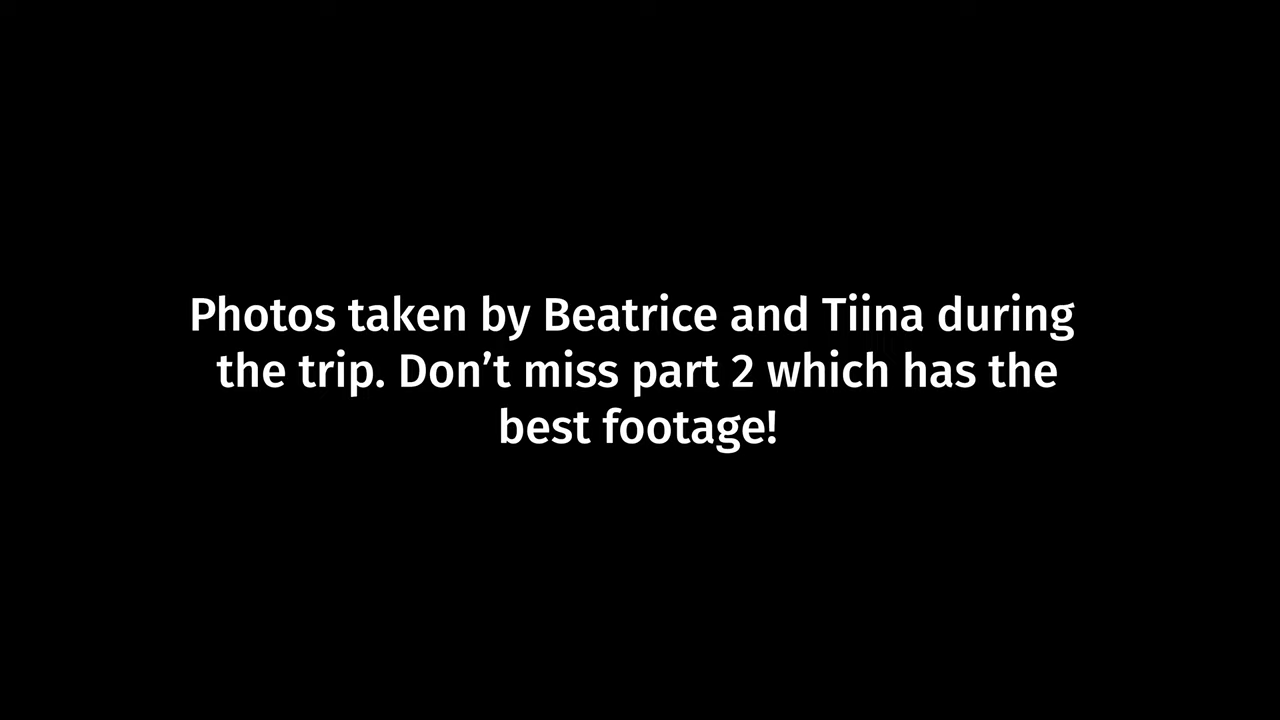 Photos taken by Beatrice and Tiina during
the trip. Don’t miss part 2 which has the
best footage!